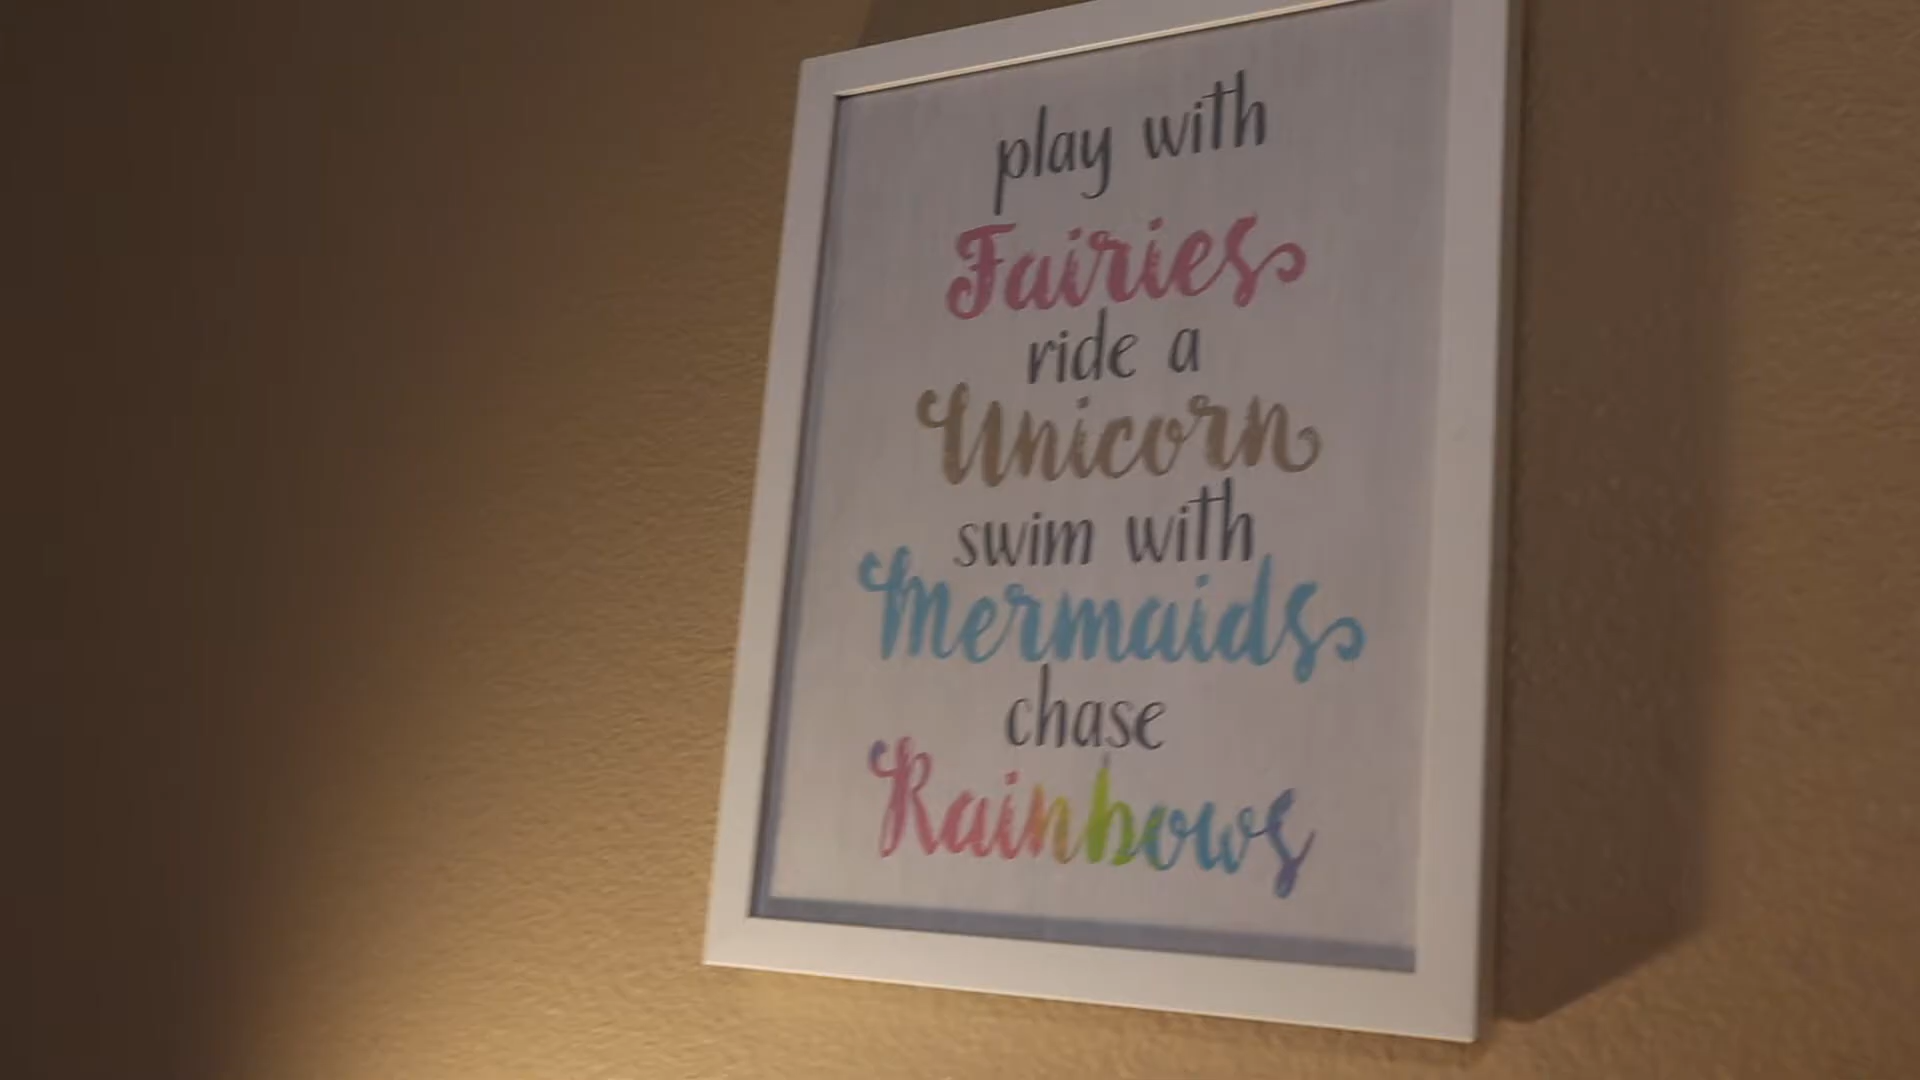 play with
Fairies
ride a
Unicorn
swim with
Mermaids
chase
Rainbows